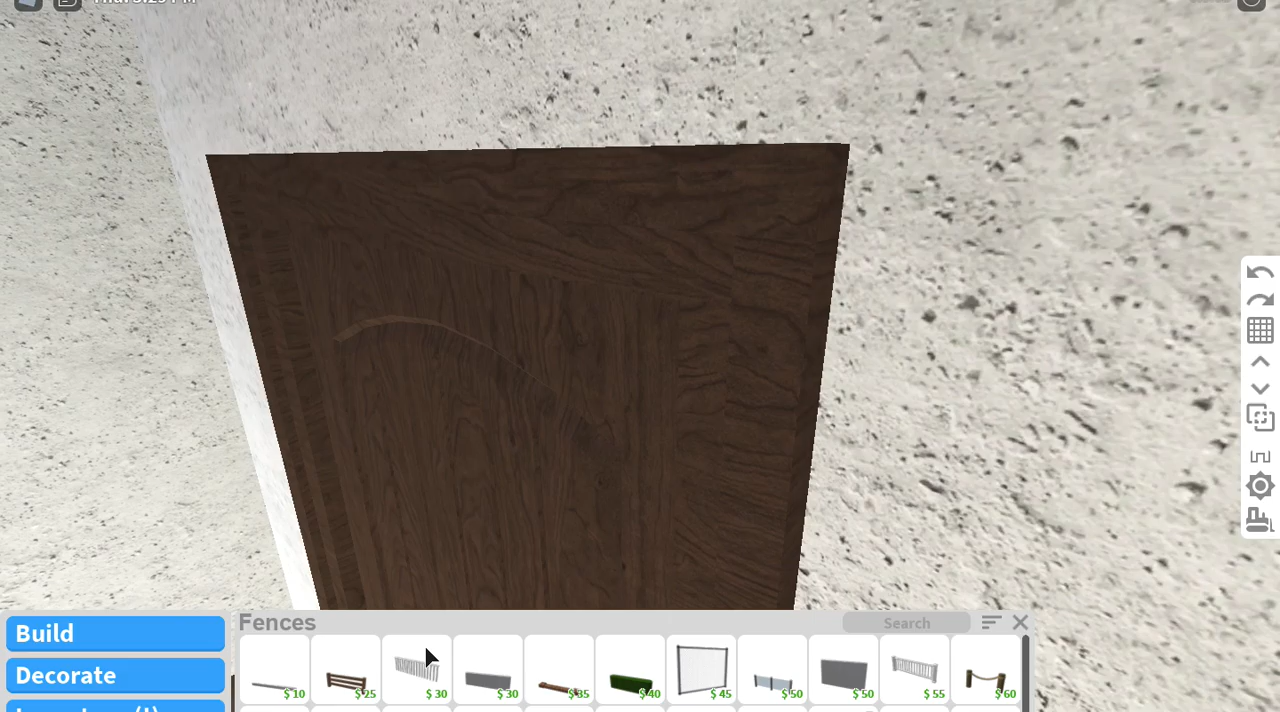 Build
Decorate
Fences
Search
$ 10
$ 25
$ 30
$ 30
$ 35
$ 40
$ 45
$ 50
$ 50
$ 55
$ 60